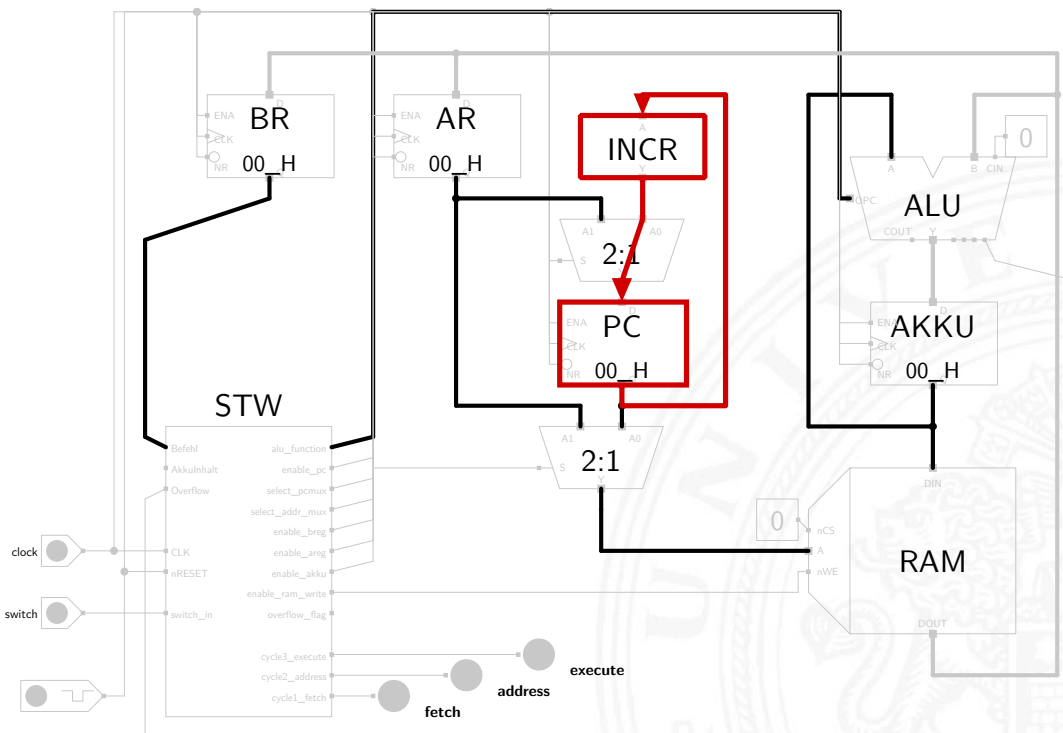 D
BR
ENA
CLK
NR
00_H
D
AR
ENA
CLK
NR
00_H
A
INCR
Y
A1
A0
2:1
S
D
PC
ENA
CLK
NR
00_H
A1
A0
2:1
S
Y
0
A
B
CIN
OPC
ALU
COUT
Y
D
AKKU
ENA
CLK
NR
00_H
STW
Befehl
alu_function
AkkuInhalt
enable_pc
Overflow
select_pcmux
select_addr_mux
enable_breg
clock
CLK
enable_areg
nRESET
enable_akku
enable_ram_write
switch
switch_in
overflow_flag
cycle3_execute
cycle2_address
cycle1_fetch
execute
address
fetch
0
nCS
A
nWE
DIN
RAM
DOUT
UNIVE